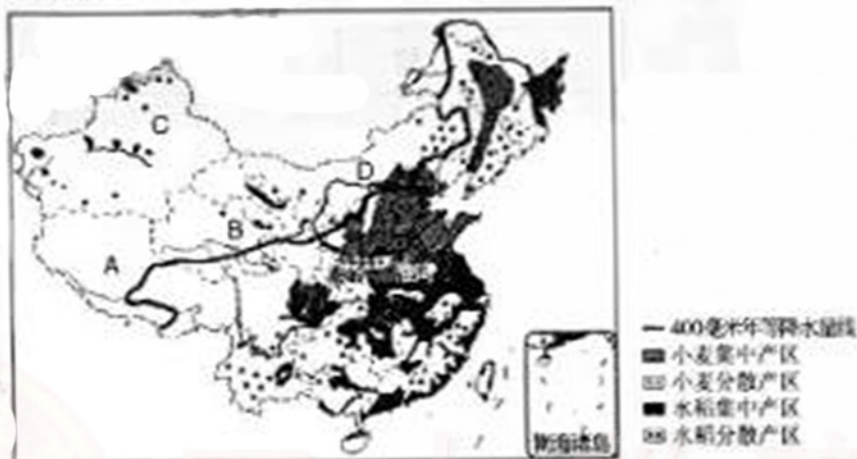 C
D
B
A
400毫米年等降水量线
小麦集中产区
小麦分散产区
水稻集中产区
水稻分散产区
南海诸岛